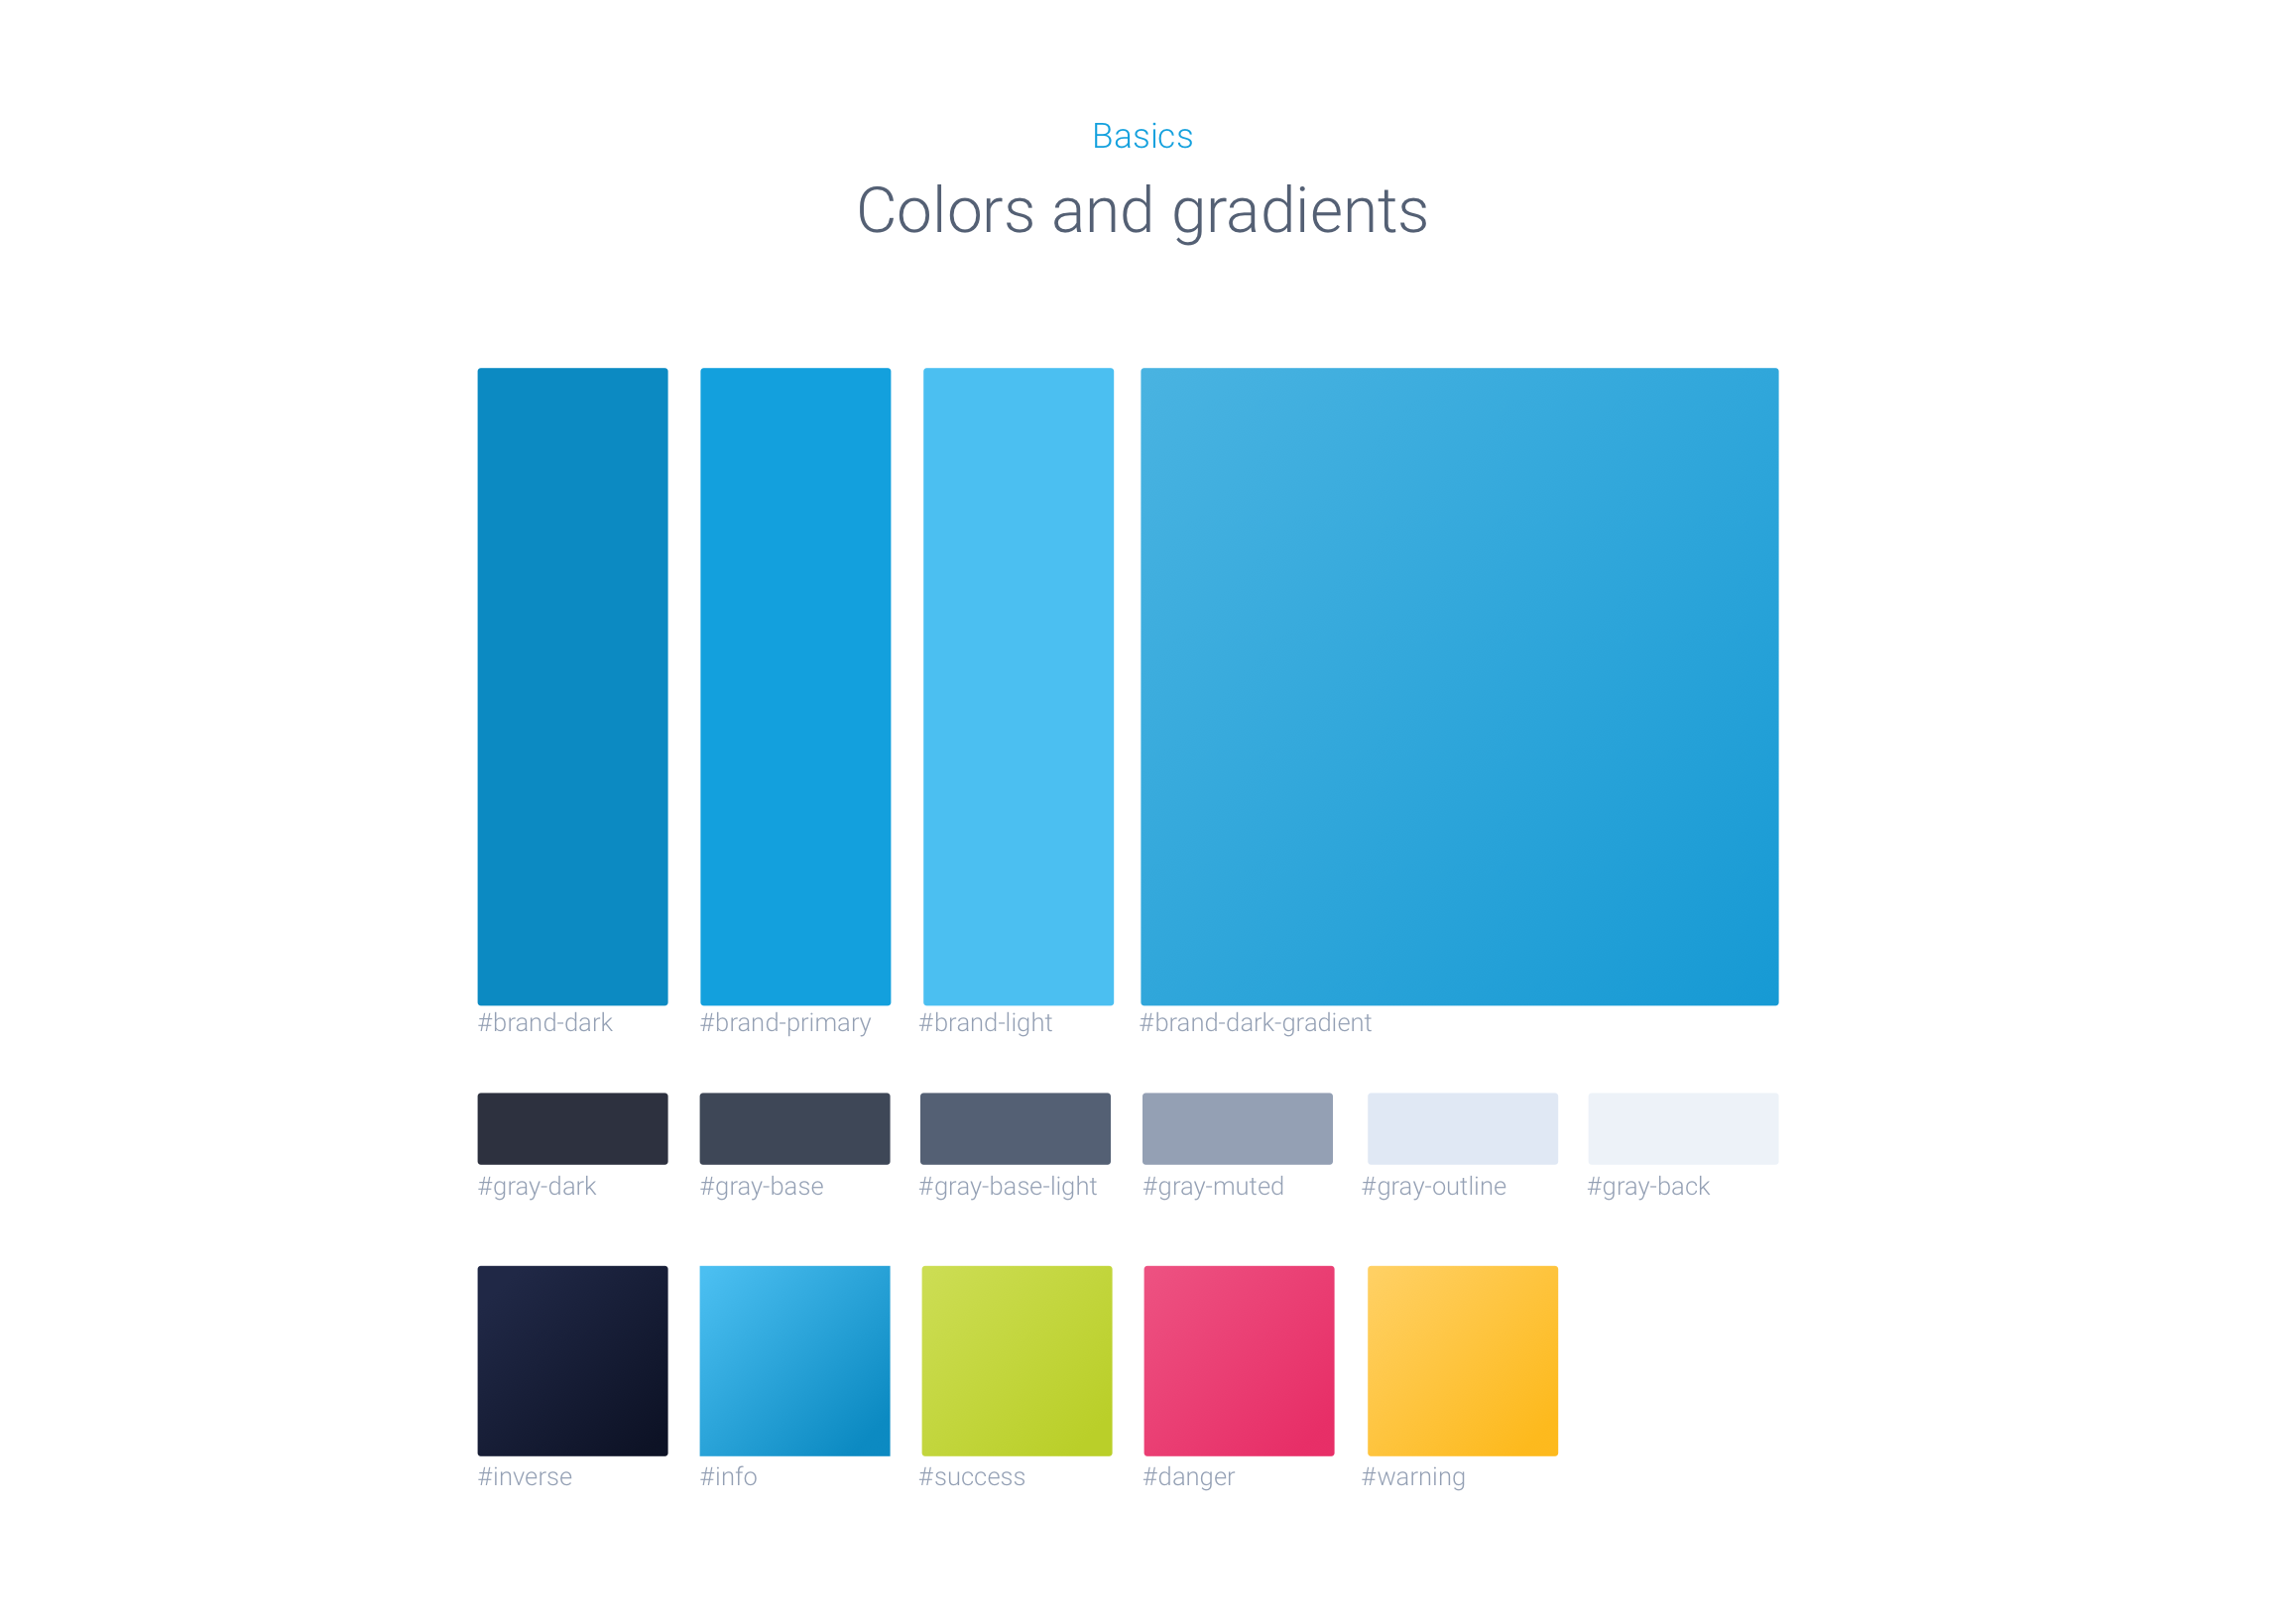 Basics
Colors and gradients
#brand-dark
#brand-primary
#brand-light
#brand-dark-gradient
#gray-dark
#gray-base
#gray-base-light
#gray-muted
#gray-outline
#gray-back
#inverse
#info
#success
#danger
#warning